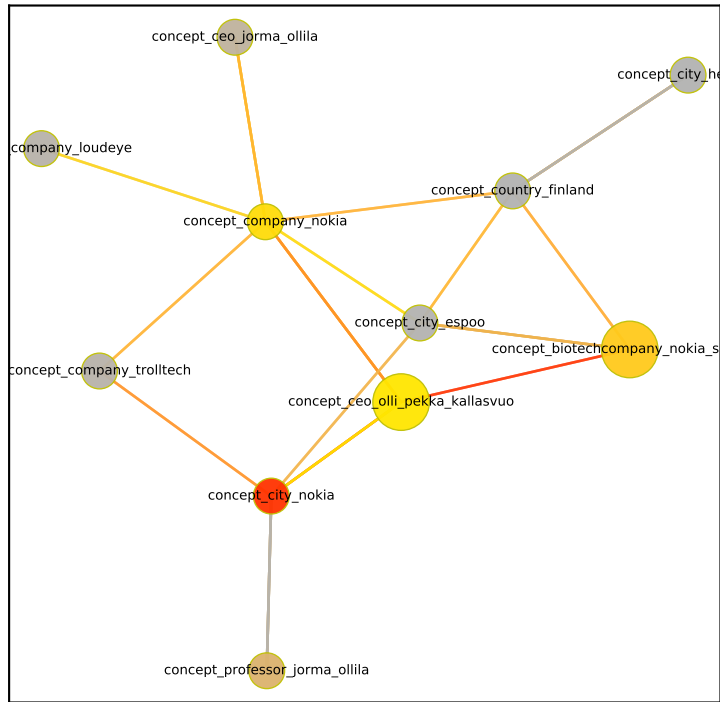 concept_ceo_jorma_ollila
concept_city_he
company_loudeye
concept_country_finland
concept_company_nokia
concept_city_espoo
concept_biotechcompany_nokia_s
concept_company_trolltech
concept_ceo_olli_pekka_kallasvuo
concept_city_nokia
concept_professor_jorma_ollila